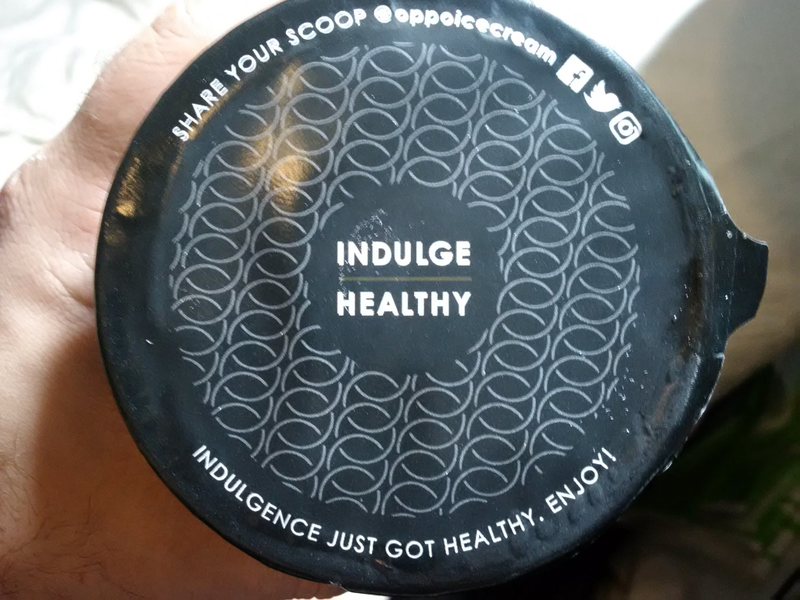 SHARE YOUR SCOOP @oppoicecream
INDULGE
HEALTHY
INDULGENCE JUST GOT HEALTHY. ENJOY!